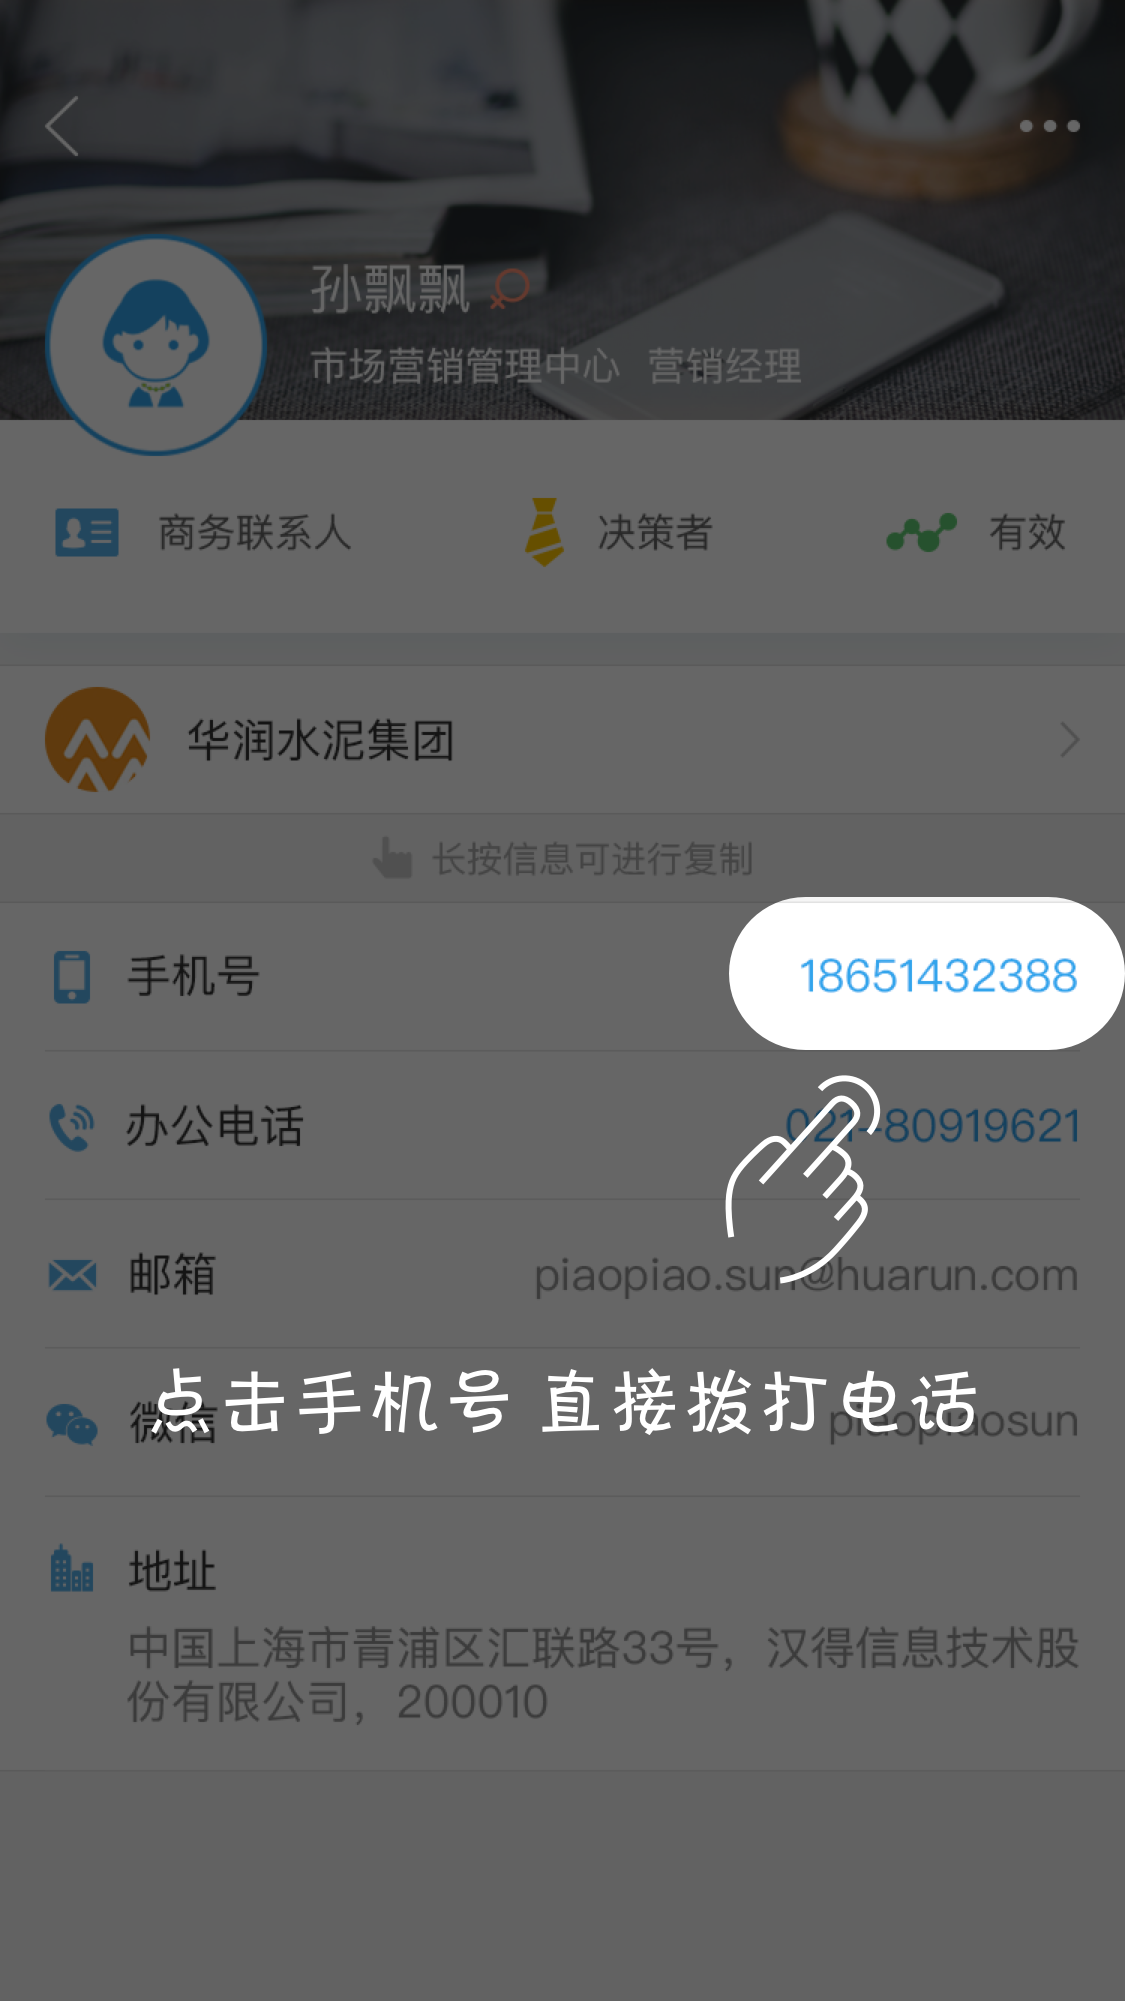 孙飘飘
市场营销管理中心 营销经理
商务联系人 决策者 有效
华润水泥集团
长按信息可进行复制
手机号 18651432388
办公电话 021-80919621
邮箱 piaopiao.sun@huarun.com
点击手机号 直接拨打电话
微信 piaopiaosun
地址
中国上海市青浦区汇联路33号，汉得信息技术股
份有限公司，200010